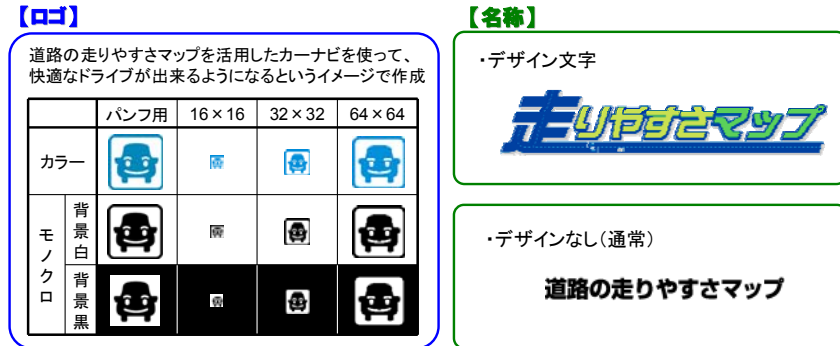 【ロゴ】
道路の走りやすさマップを活用したカーナビを使って、
快適なドライブが出来るようになるというイメージで作成
パンフ用 16×16 32×32 64×64
カラー
モノクロ
背景白
背景黒
【名称】
・デザイン文字
走りやすさマップ
・デザインなし(通常)
道路の走りやすさマップ